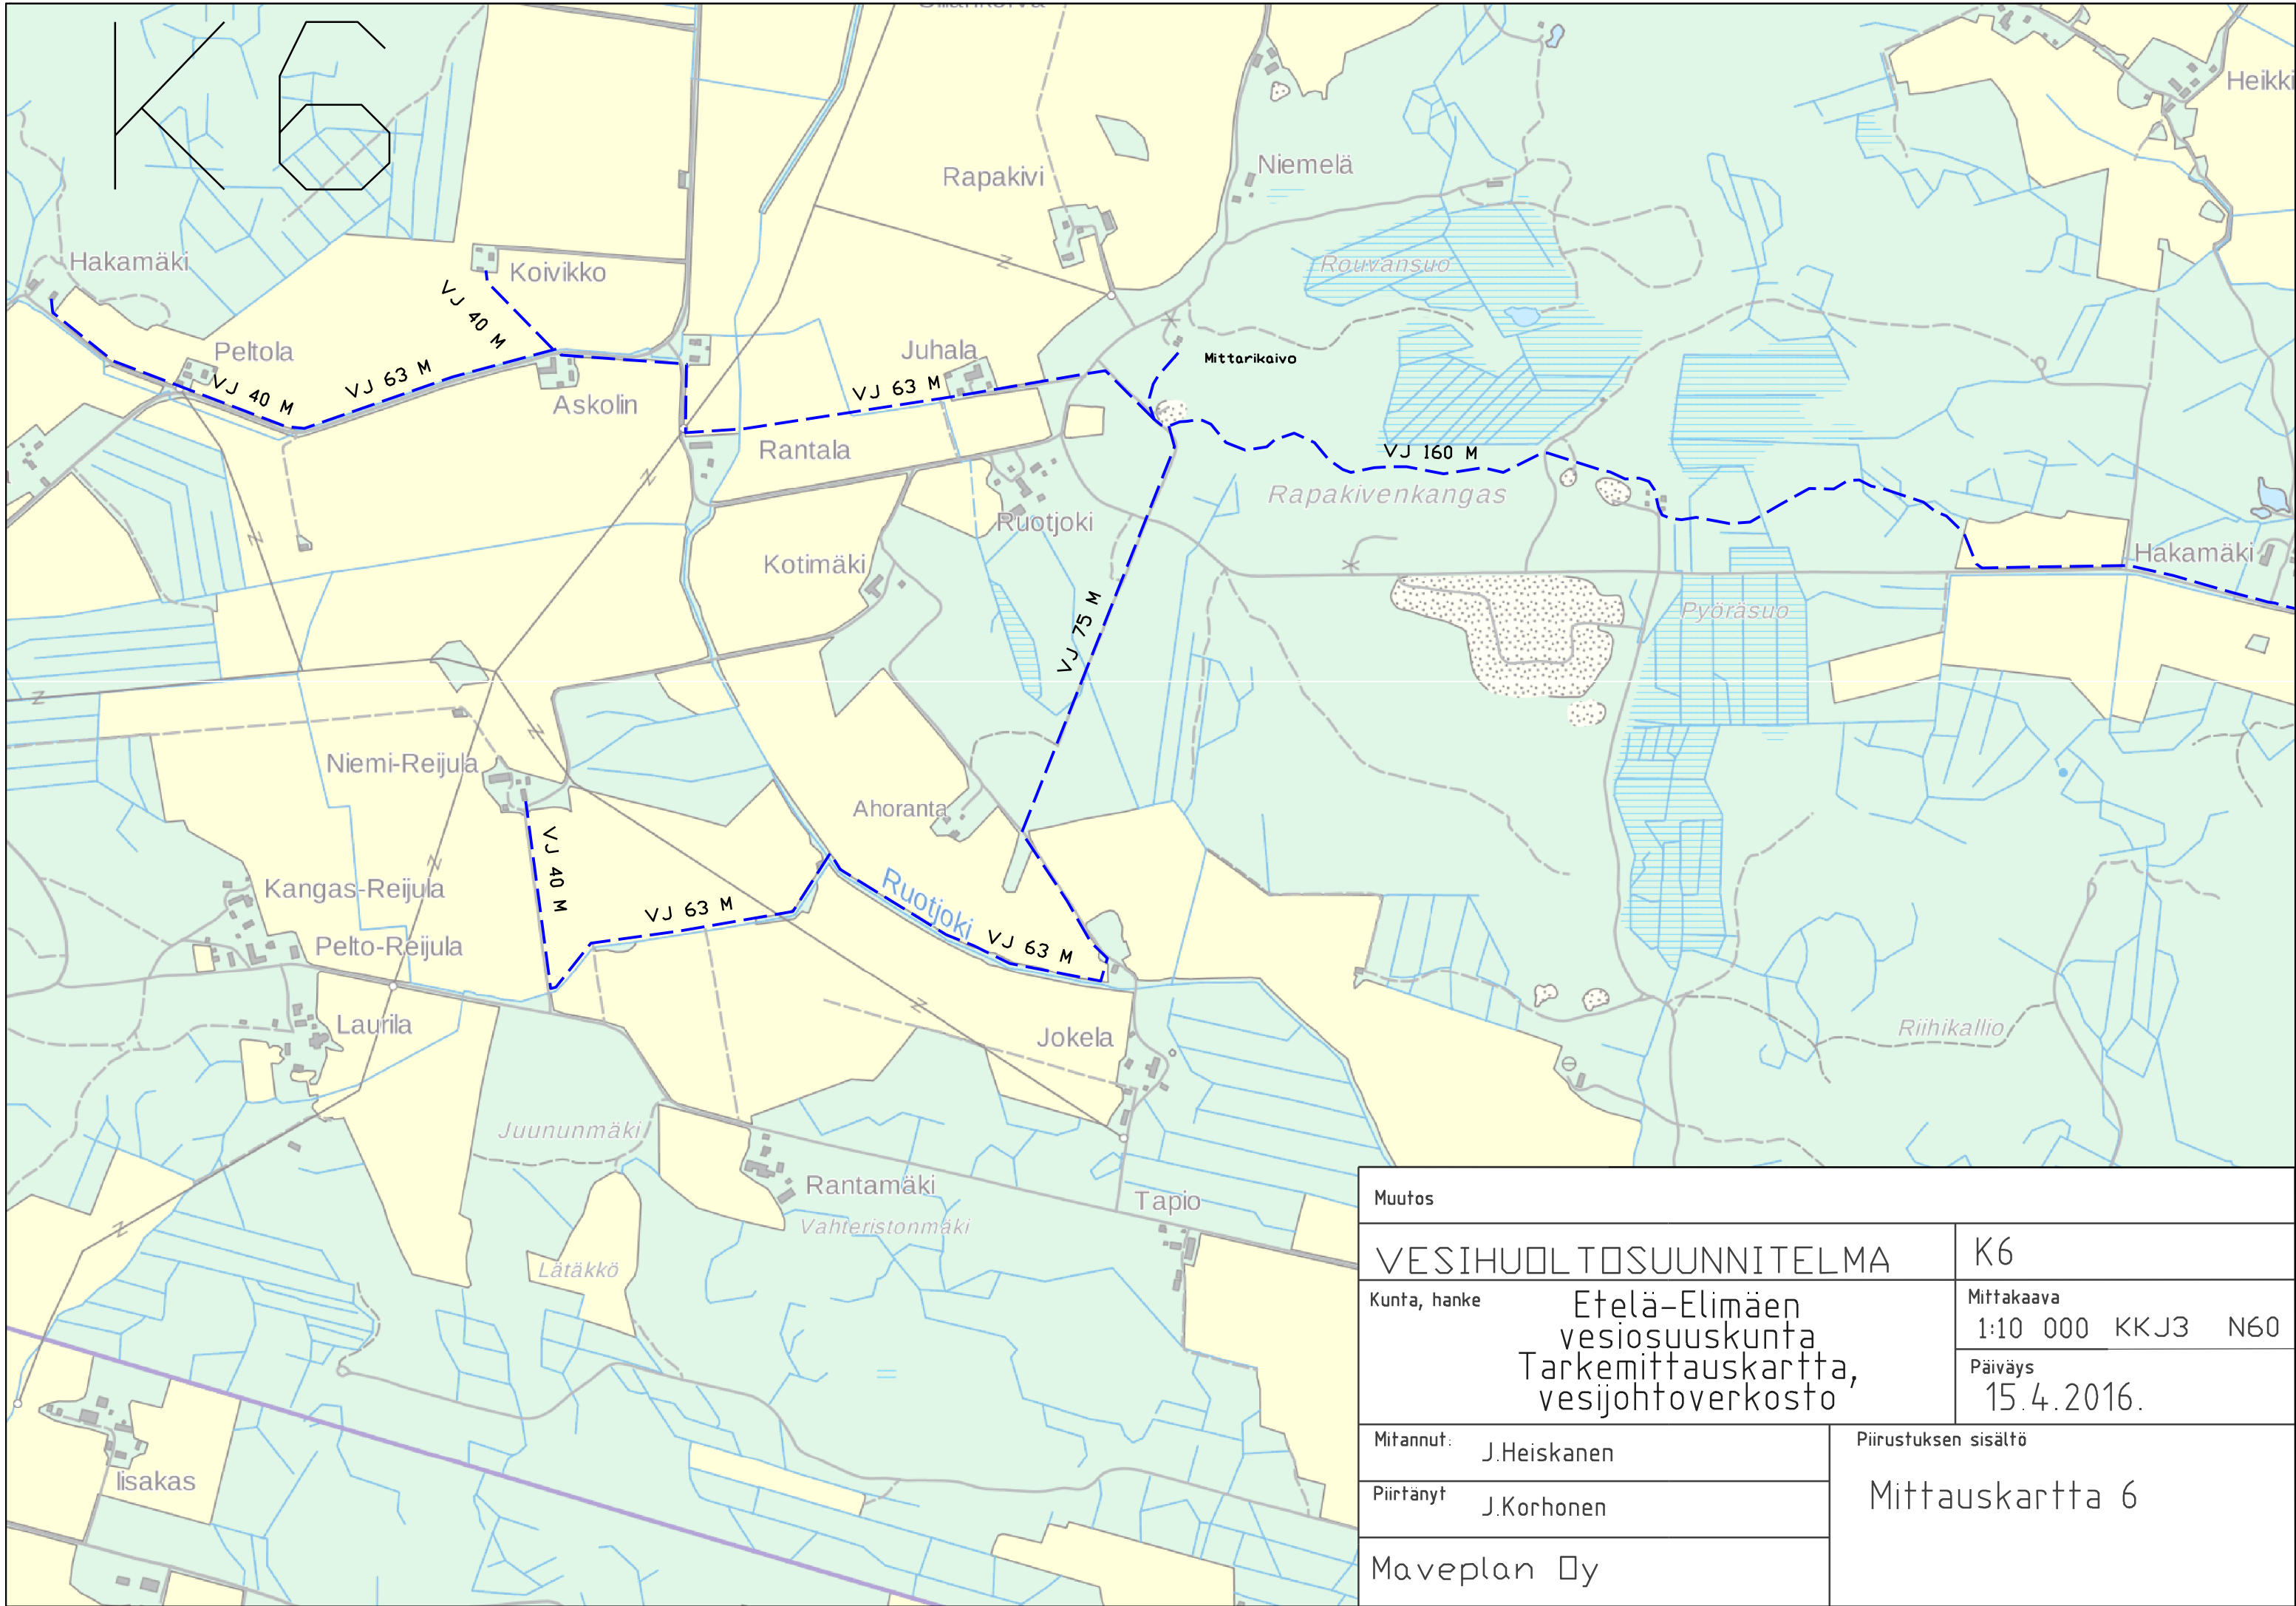 K6
Rapakivi
Niemelä
Hakamäki
Koivikko
Rouvansuo
VJ 40 M
Peltola
Juhala
Mittarikaivo
VJ 40 M
VJ 63 M
VJ 63 M
Askolin
Rantala
VJ 160 M
Rapakivenkangas
Ruotjoki
Kotimäki
Hakamäki
VJ 75 M
Pyöräsuo
Niemi-Reijula
Ahoranta
VJ 40 M
Kangas-Reijula
VJ 63 M
Ruotjoki
VJ 63 M
Pelto-Reijula
Laurila
Jokela
Riihikallio
Juununmäki
Rantamäki
Tapio
Vahteristonmäki
Lätäkkö
Iisakas
Muutos
VESIHUOLTOSUUNNITELMA
K6
Kunta, hanke
Etelä-Elimäen
vesiosuuskunta
Tarkemittauskartta,
vesijohtoverkosto
Mittakaava
1:10 000 KKJ3 N60
Päiväys
15.4.2016.
Mitannut:
J.Heiskanen
Piirtänyt
J.Korhonen
Maveplan Oy
Piirustuksen sisältö
Mittauskartta 6